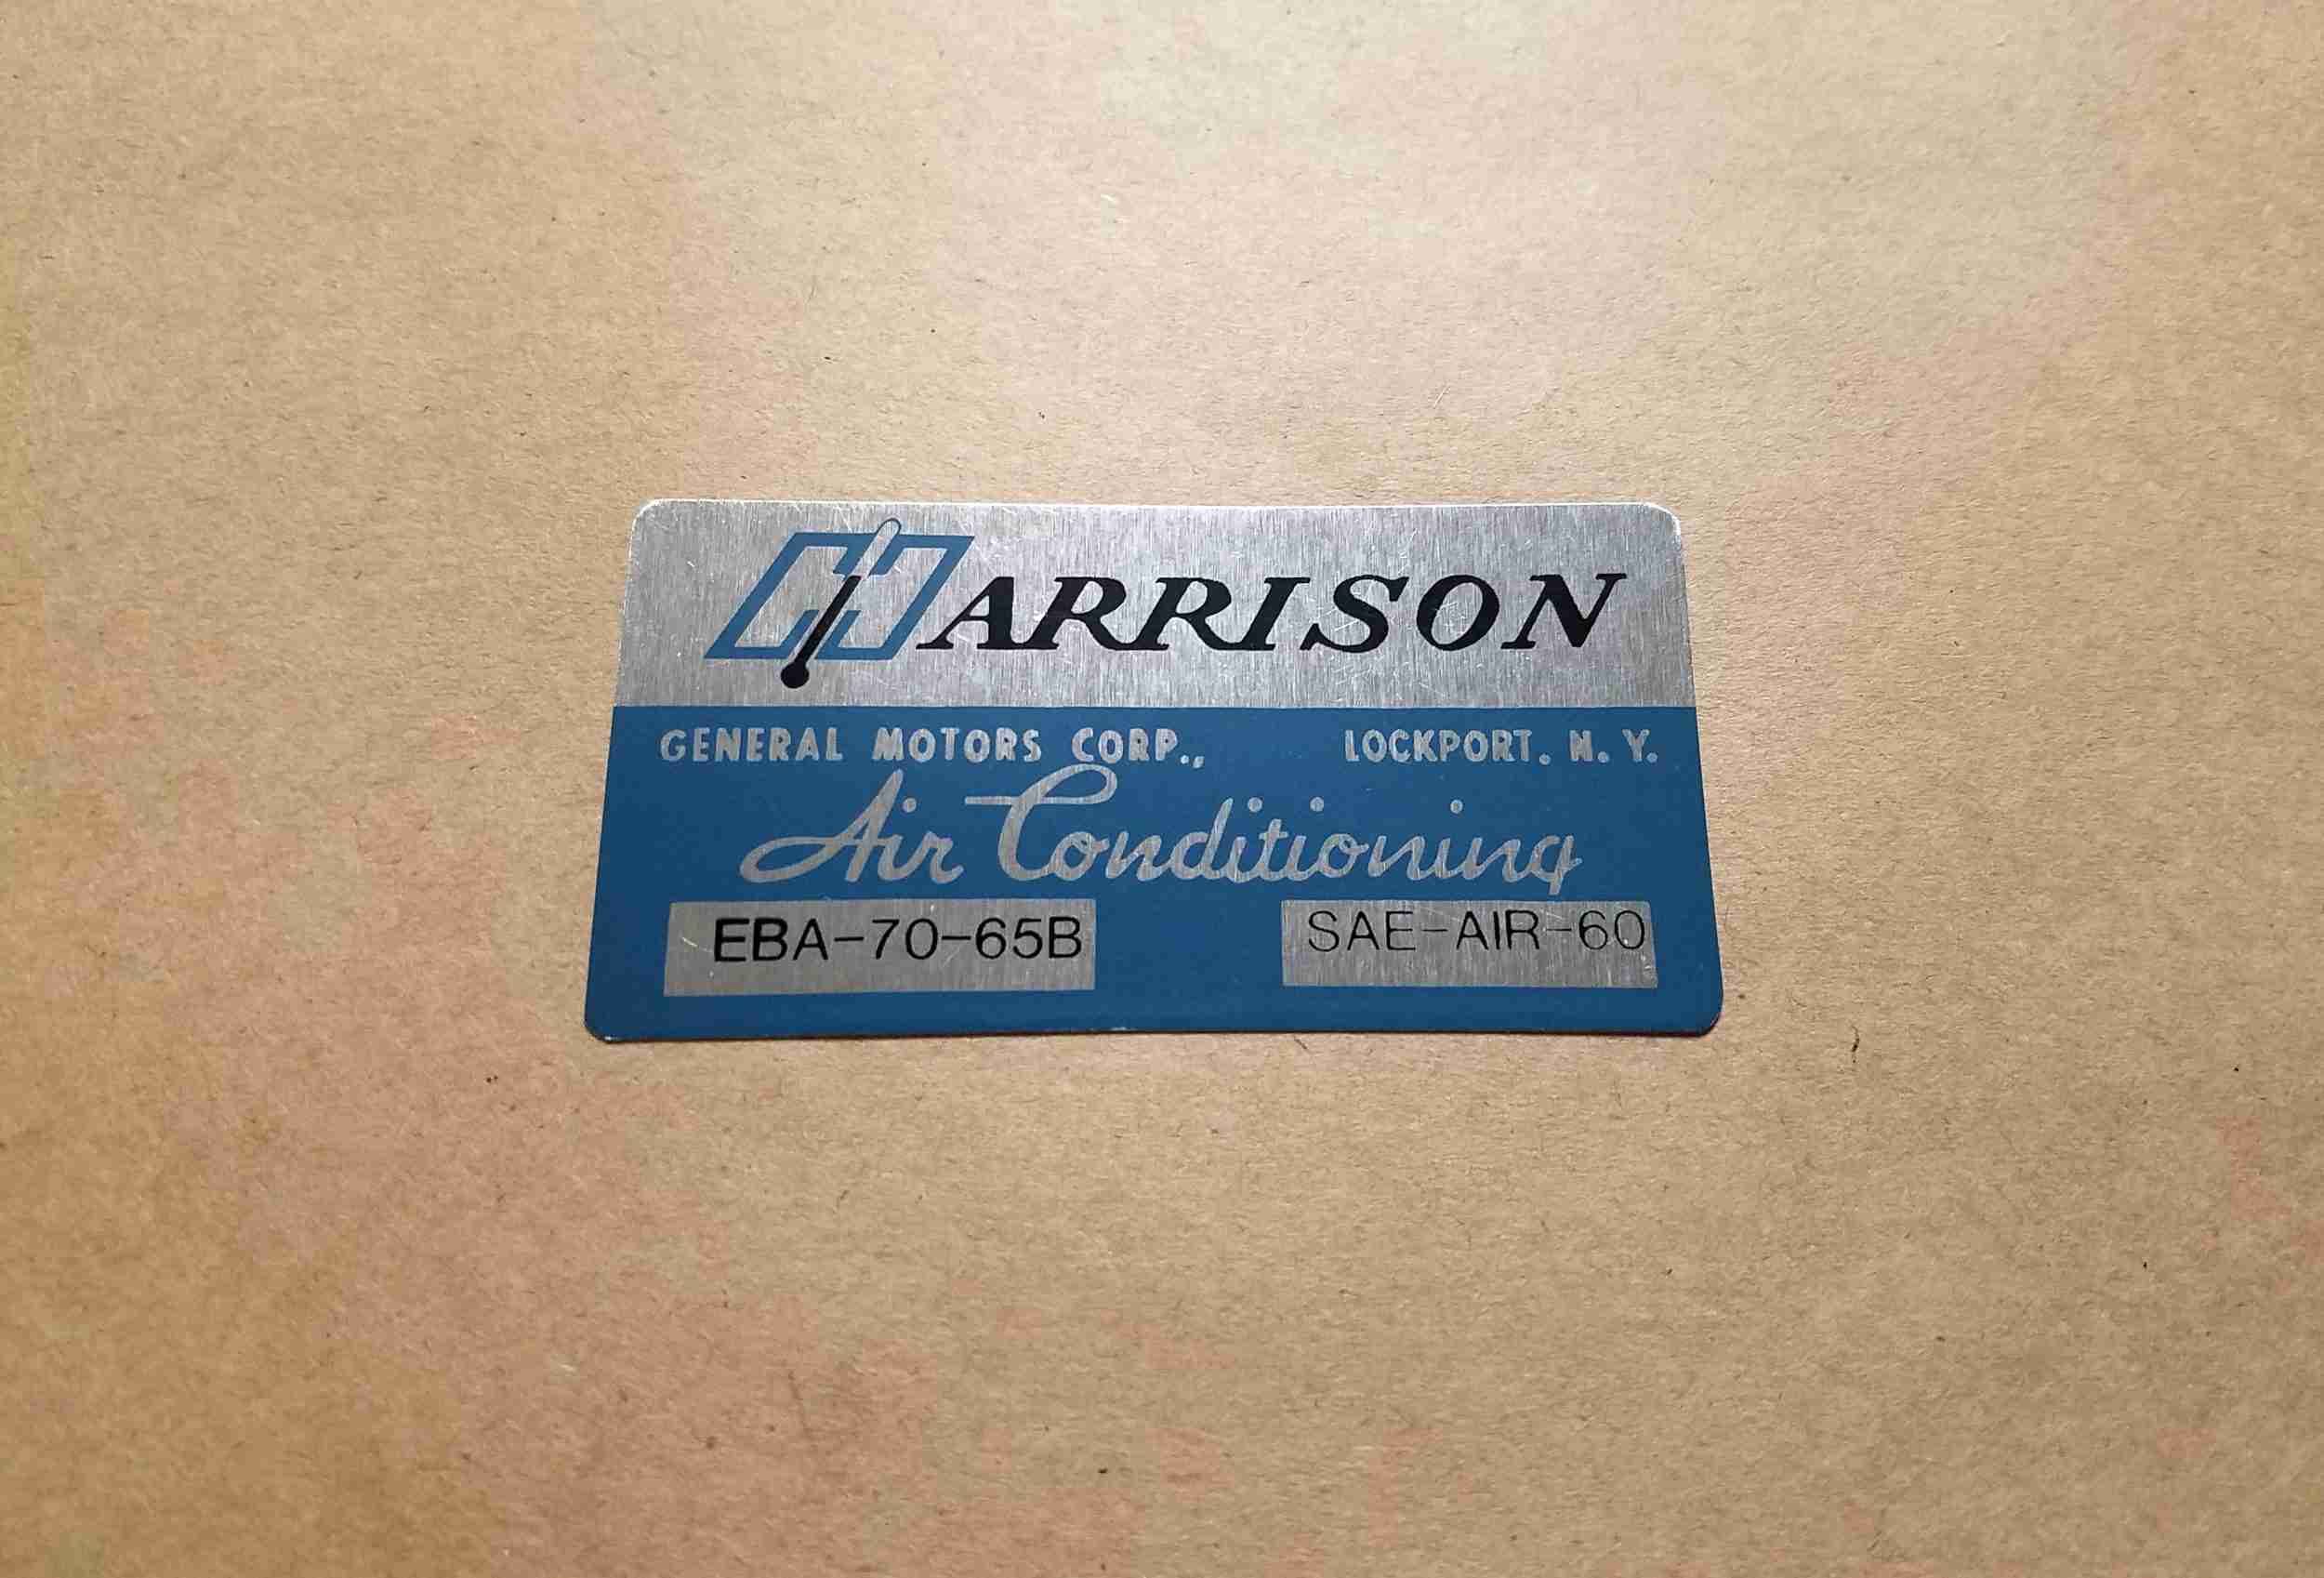 HARRISON
GENERAL MOTORS CORP., LOCKPORT. N. Y.
Air Conditioning
EBA-70-65B SAE-AIR-60